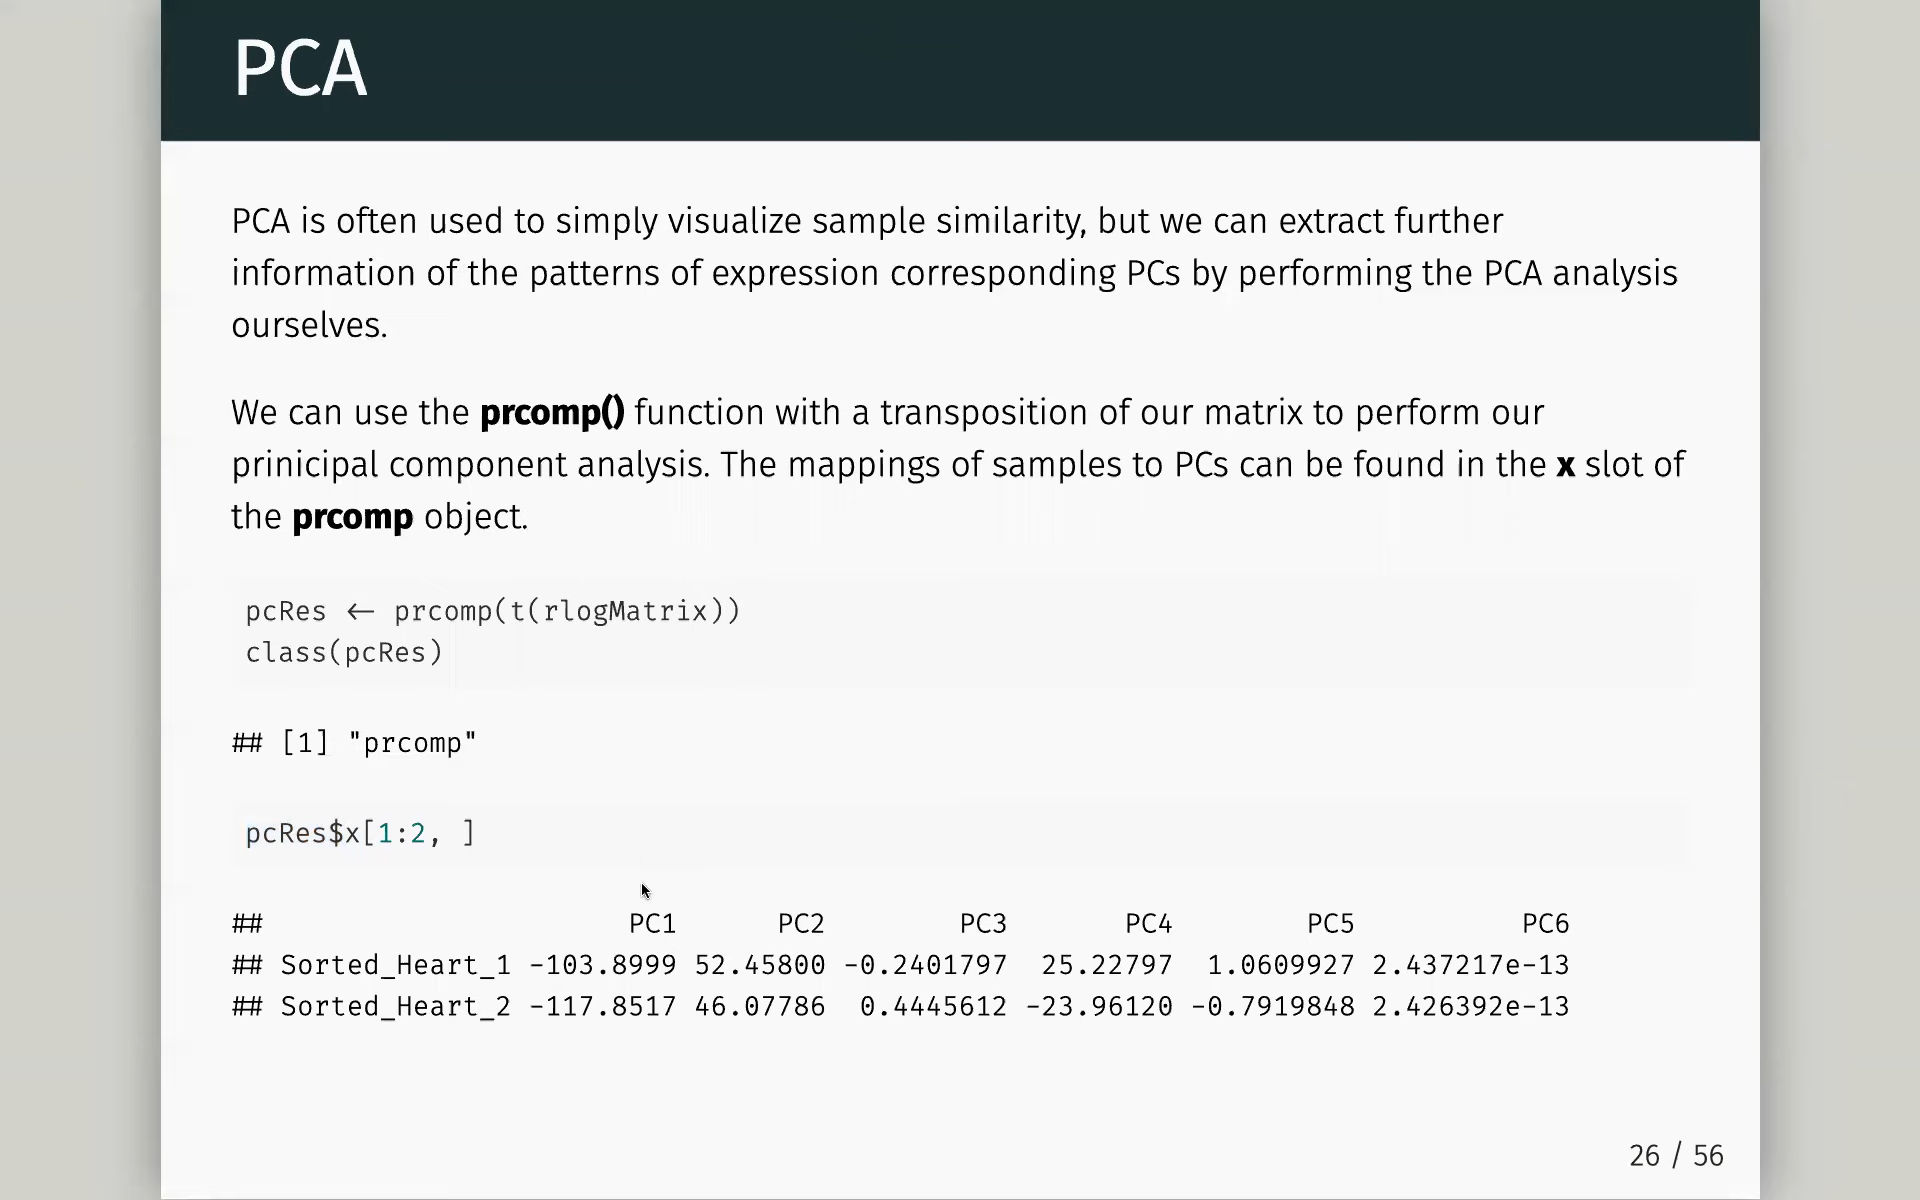 PCA
PCA is often used to simply visualize sample similarity, but we can extract further
information of the patterns of expression corresponding PCs by performing the PCA analysis
ourselves.
We can use the prcomp() function with a transposition of our matrix to perform our
prinicipal component analysis. The mappings of samples to PCs can be found in the x slot of
the prcomp object.
pcRes <- prcomp(t(rlogMatrix))
class(pcRes)
## [1] "prcomp"
pcRes$x[1:2, ]
## PC1 PC2 PC3 PC4 PC5 PC6
## Sorted_Heart_1 -103.8999 52.45800 -0.2401797 25.22797 1.0609927 2.437217e-13
## Sorted_Heart_2 -117.8517 46.07786 0.4445612 -23.96120 -0.7919848 2.426392e-13
26 / 56